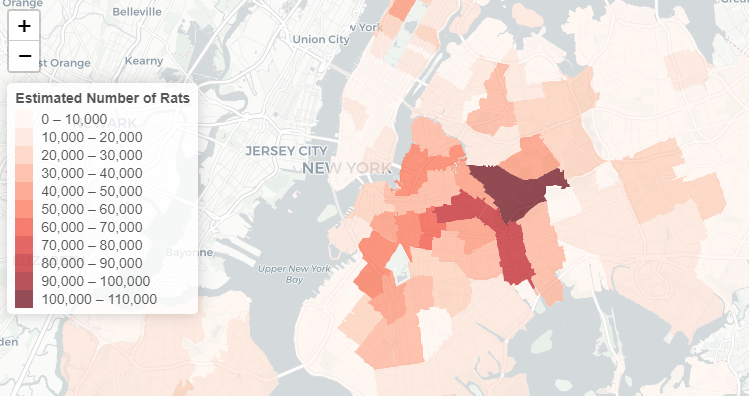 +
−
Orange
Belleville
Kearny
Union City
w York
st Orange
Great
Estimated Number of Rats
0 – 10,000
10,000 – 20,000
20,000 – 30,000
30,000 – 40,000
40,000 – 50,000
50,000 – 60,000
60,000 – 70,000
70,000 – 80,000
80,000 – 90,000
90,000 – 100,000
100,000 – 110,000
JERSEY CITY
NEW YORK
Bayonne
Upper New York
Bay
den